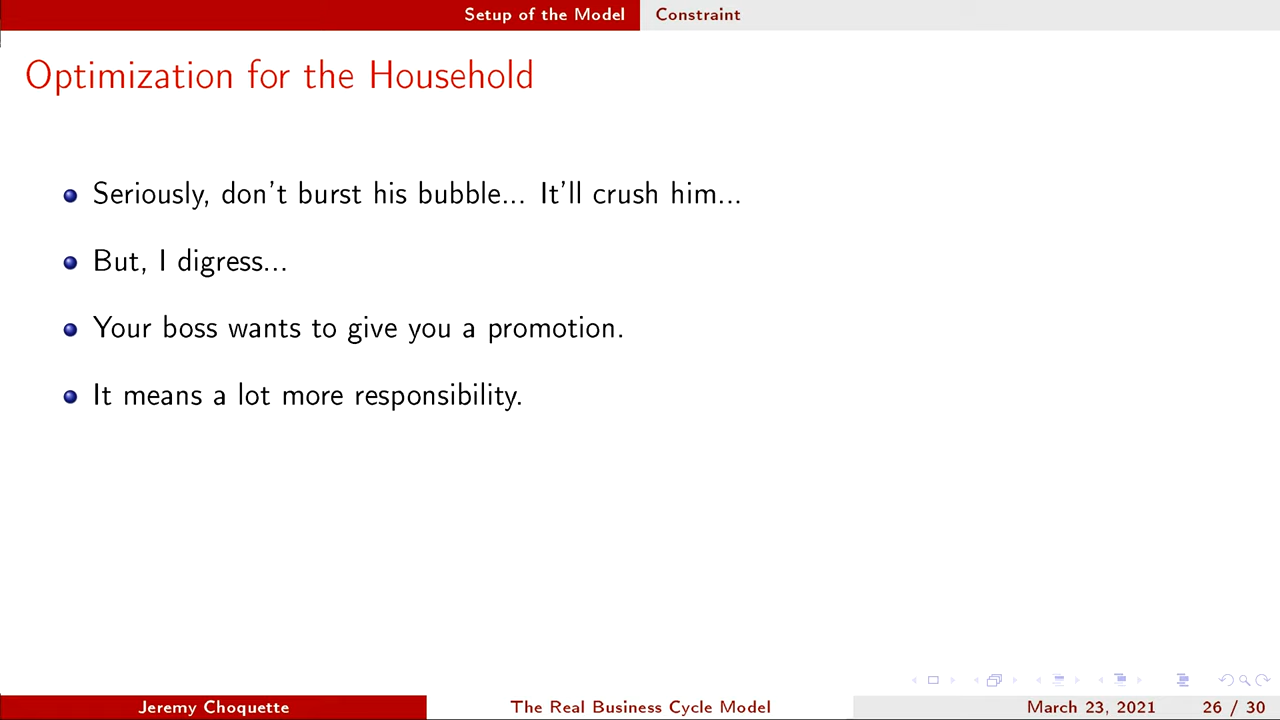 Setup of the Model Constraint
Optimization for the Household
Seriously, don't burst his bubble... It'll crush him...
But, I digress...
Your boss wants to give you a promotion.
It means a lot more responsibility.
Jeremy Choquette The Real Business Cycle Model March 23, 2021 26 / 30